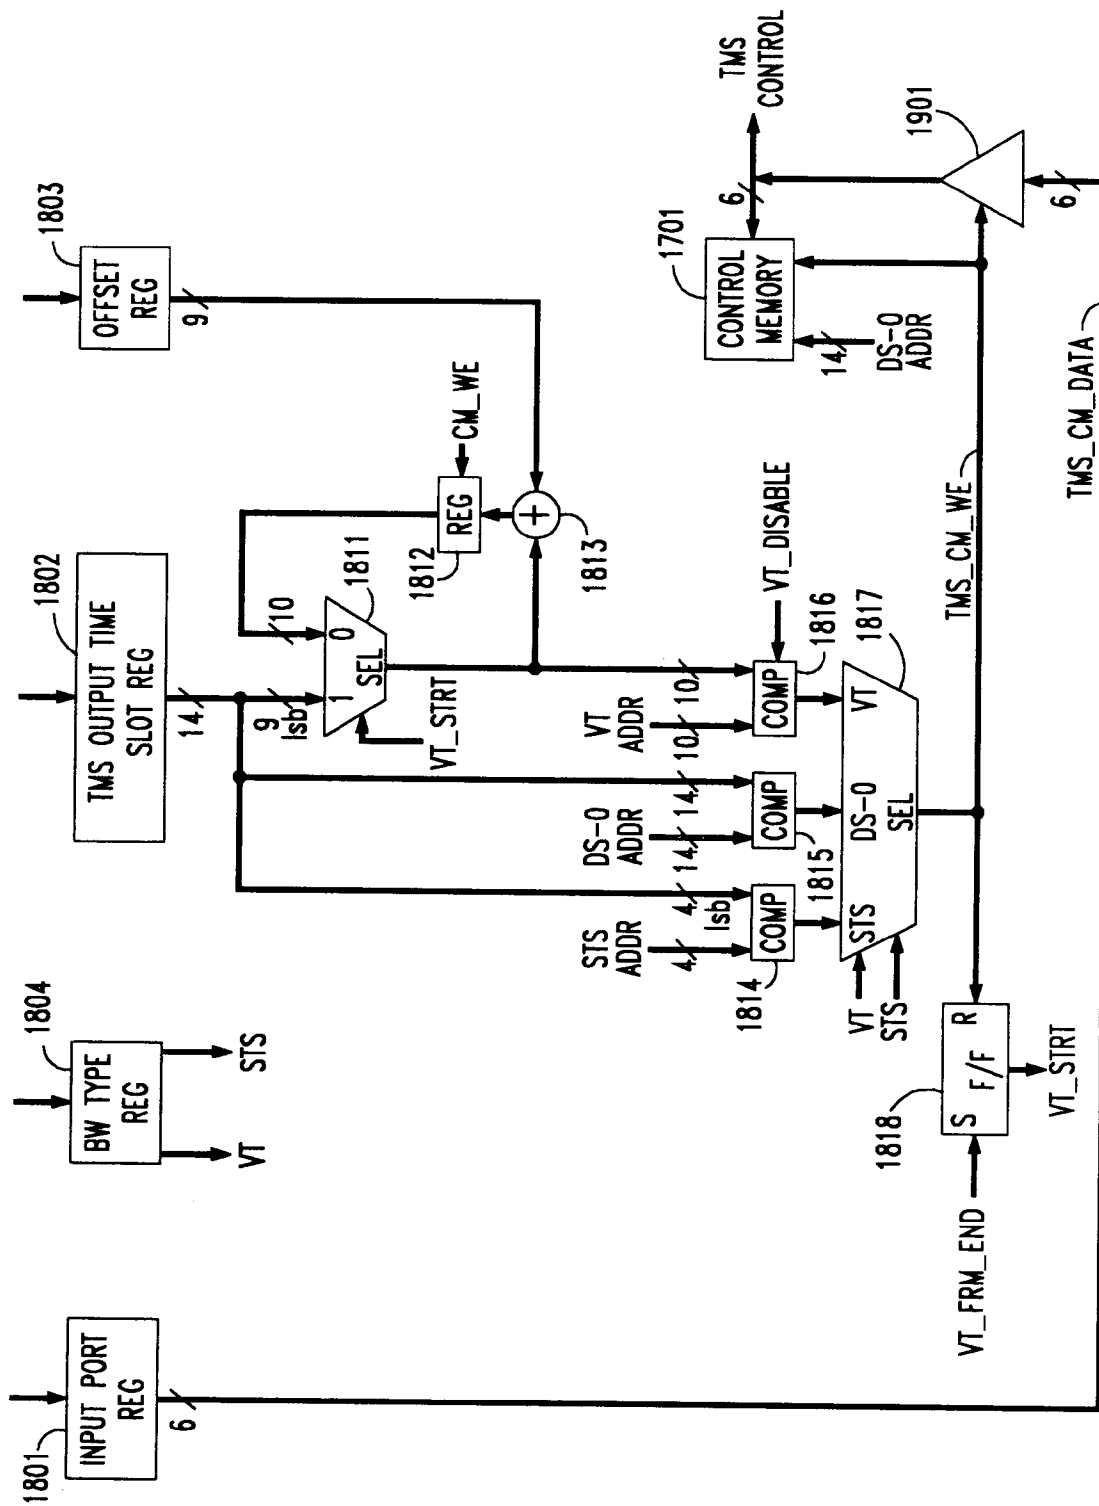 1801
INPUT PORT
REG
6
1804
BW TYPE
REG
VT
STS
1802
TMS OUTPUT TIME
SLOT REG
14
1803
OFFSET
REG
9
9
lsb
10
1
0
SEL
1811
VT_STRT
1812
REG
CM_WE
+
1813
STS
ADDR
4
4
lsb
DS-0
ADDR
14
14
VT
ADDR
10
10
VT_DISABLE
COMP
1814
COMP
1815
COMP
1816
VT
STS
STS
DS-0
VT
SEL
1817
VT_FRM_END
1818
S
R
F/F
VT_STRT
TMS_CM_WE
1701
CONTROL
MEMORY
14
DS-0
ADDR
6
TMS
CONTROL
1901
6
TMS_CM_DATA